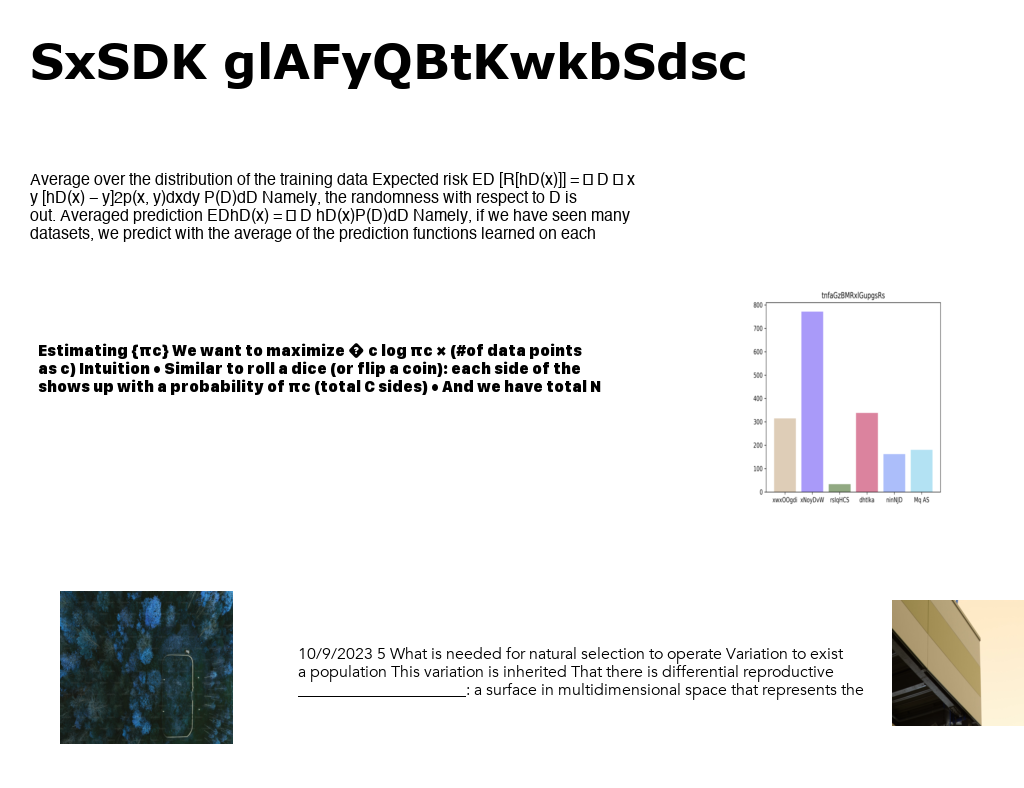 SxSDK glAFyQBtKwkbSdsc
Average over the distribution of the training data Expected risk ED [R[hD(x)]] = � D � x
y [hD(x) – y]2p(x, y)dxdy P(D)dD Namely, the randomness with respect to D is
out. Averaged prediction EDhD(x) = � D hD(x)P(D)dD Namely, if we have seen many
datasets, we predict with the average of the prediction functions learned on each
tnfaGzBMRxlGupgsRs
800
700
600
500
400
300
200
100
0
xwxOOgdi xNoyDvW rslqHCS dhtlka ninNJD Mq AS
Estimating {πc} We want to maximize � c log πc × (#of data points
as c) Intuition • Similar to roll a dice (or flip a coin): each side of the
shows up with a probability of πc (total C sides) • And we have total N
10/9/2023 5 What is needed for natural selection to operate Variation to exist
a population This variation is inherited That there is differential reproductive
_____________________: a surface in multidimensional space that represents the